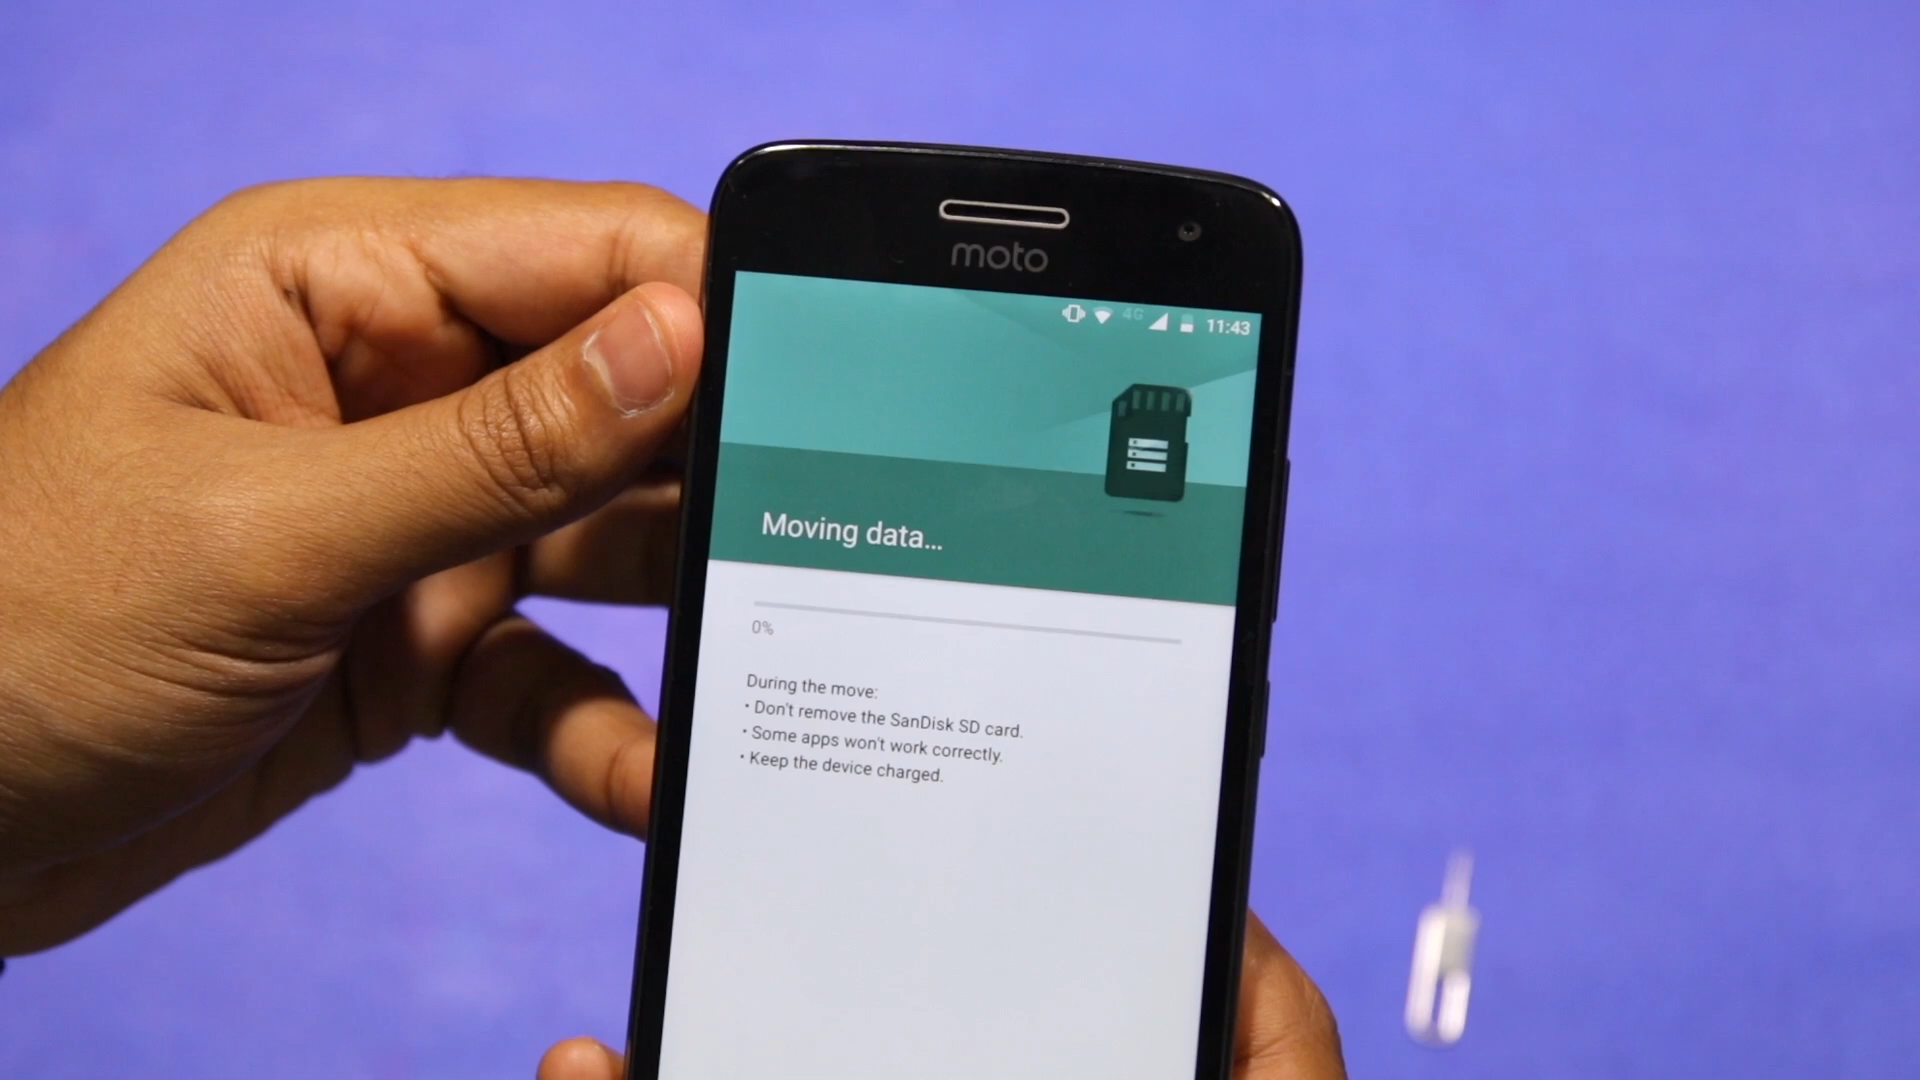 moto
4G 11:43
Moving data...
0%
During the move:
• Don't remove the SanDisk SD card.
• Some apps won't work correctly.
• Keep the device charged.